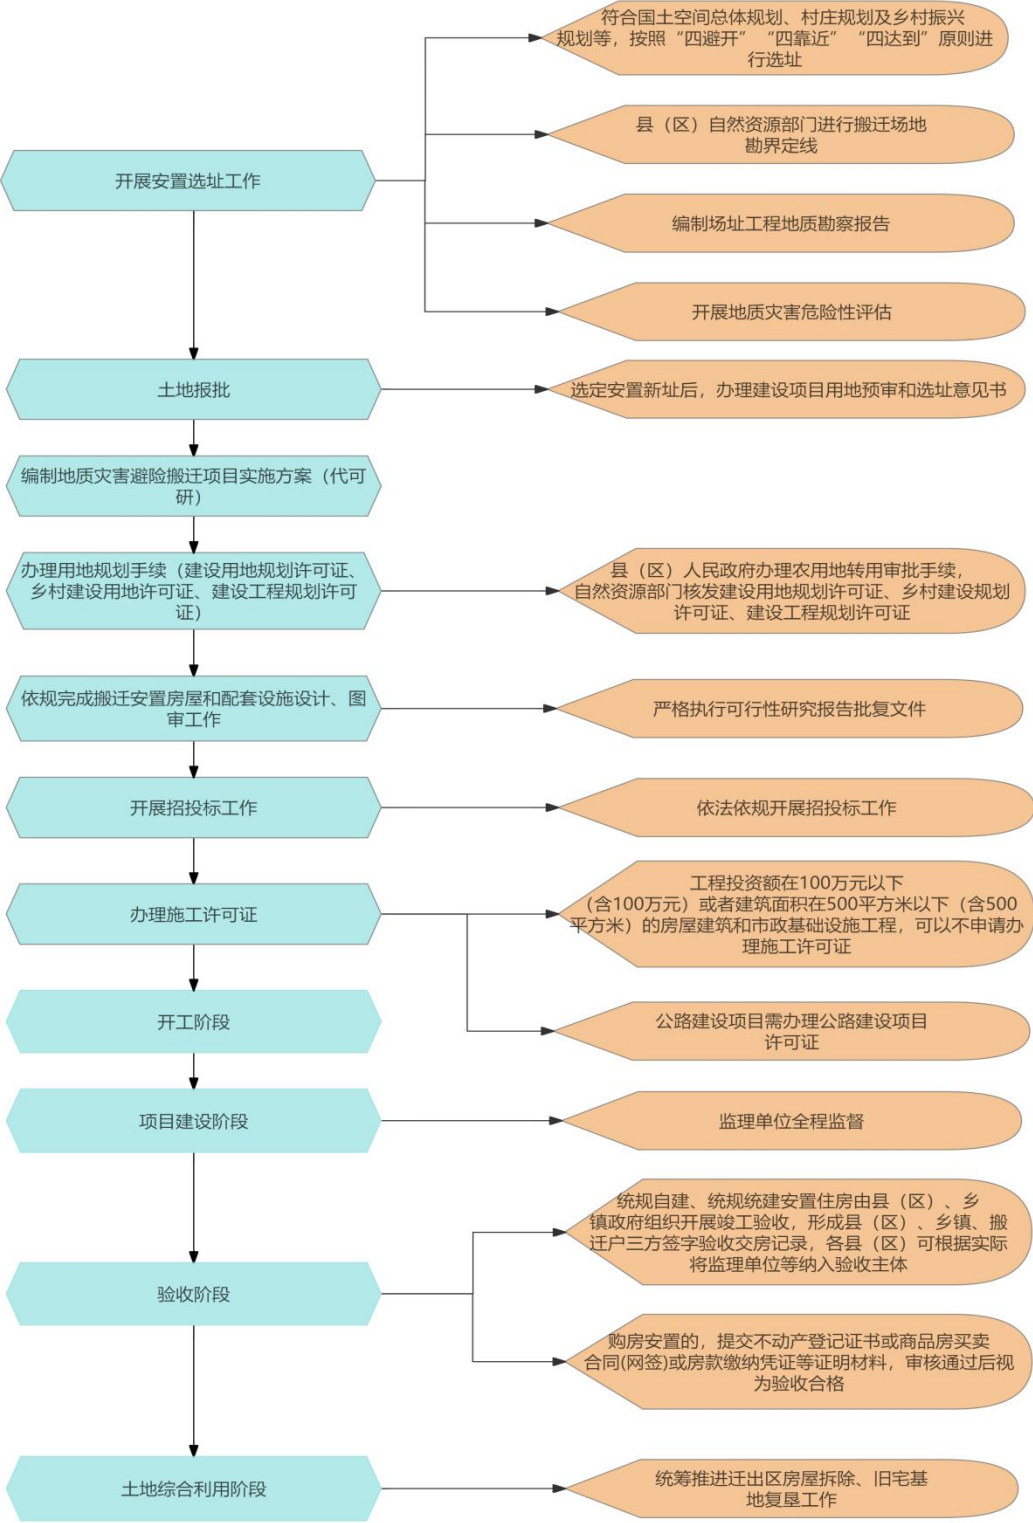 符合国土空间总体规划、村庄规划及乡村振兴
规划等，按照“四避开”“四靠近”“四达到”原则进
行选址
县（区）自然资源部门进行搬迁场地
勘界定线
开展安置选址工作
编制场址工程地质勘察报告
开展地质灾害危险性评估
土地报批
选定安置新址后，办理建设项目用地预审和选址意见书
编制地质灾害避险搬迁项目实施方案（代可
研）
办理用地规划手续（建设用地规划许可证、
乡村建设用地许可证、建设工程规划许可
证）
县（区）人民政府办理农用地转用审批手续，
自然资源部门核发建设用地规划许可证、乡村建设规划
许可证、建设工程规划许可证
依规完成搬迁安置房屋和配套设施设计、图
审工作
严格执行可行性研究报告批复文件
开展招投标工作
依法依规开展招投标工作
办理施工许可证
工程投资额在100万元以下
（含100万元）或者建筑面积在500平方米以下（含500
平方米）的房屋建筑和市政基础设施工程，可以不申请办
理施工许可证
开工阶段
公路建设项目需办理公路建设项目
许可证
项目建设阶段
监理单位全程监督
统规自建、统规统建安置住房由县（区）、乡
镇政府组织开展竣工验收，形成县（区）、乡镇、搬
迁户三方签字验收交房记录，各县（区）可根据实际
将监理单位等纳入验收主体
验收阶段
购房安置的，提交不动产登记证书或商品房买卖
合同(网签)或房款缴纳凭证等证明材料，审核通过后视
为验收合格
土地综合利用阶段
统筹推进迁出区房屋拆除、旧宅基
地复垦工作